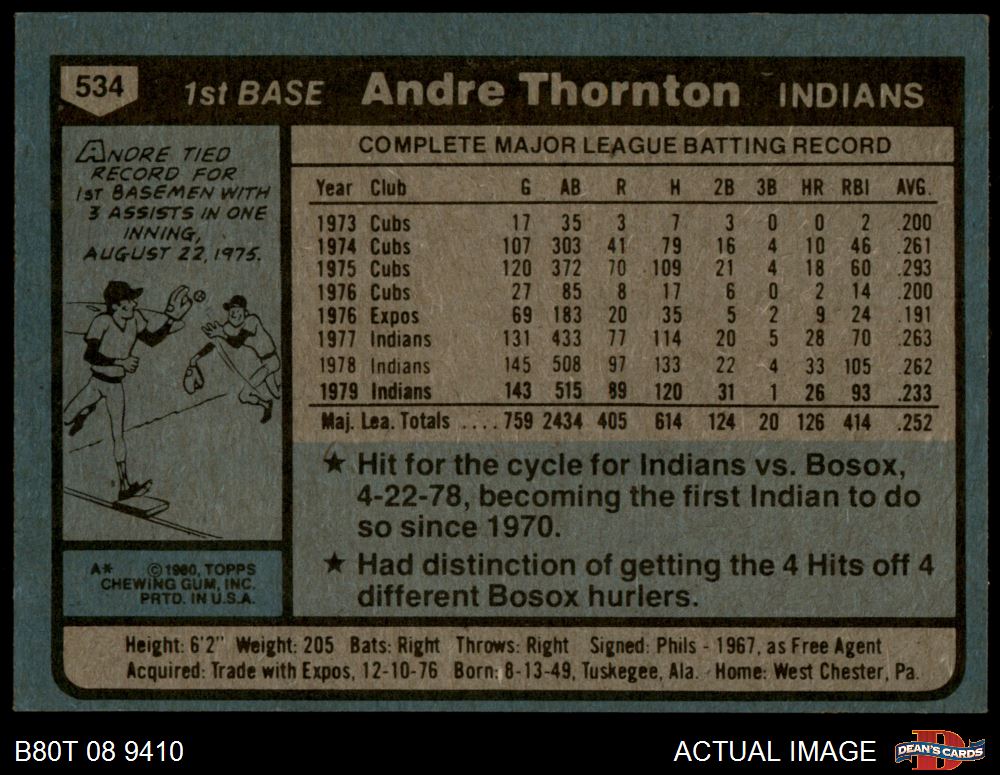 534 1st BASE Andre Thornton INDIANS
ANDRE TIED
RECORD FOR
1ST BASEMEN WITH
3 ASSISTS IN ONE
INNING,
AUGUST 22, 1975.
COMPLETE MAJOR LEAGUE BATTING RECORD
Year Club G AB R H 2B 3B HR RBI AVG.
1973 Cubs 17 35 3 7 3 0 0 2 .200
1974 Cubs 107 303 41 79 16 4 10 46 .261
1975 Cubs 120 372 70 109 21 4 18 60 .293
1976 Cubs 27 85 8 17 6 0 2 14 .200
1976 Expos 69 183 20 35 5 2 9 24 .191
1977 Indians 131 433 77 114 20 5 28 70 .263
1978 Indians 145 508 97 133 22 4 33 105 .262
1979 Indians 143 515 89 120 31 1 26 93 .233
Maj. Lea. Totals .... 759 2434 405 614 124 20 126 414 .252
★ Hit for the cycle for Indians vs. Bosox,
4-22-78, becoming the first Indian to do
so since 1970.
★ Had distinction of getting the 4 Hits off 4
different Bosox hurlers.
A* © 1980, TOPPS
CHEWING GUM, INC.
PRTD. IN U.S.A.
Height: 6'2" Weight: 205 Bats: Right Throws: Right Signed: Phils - 1967, as Free Agent
Acquired: Trade with Expos, 12-10-76 Born: 8-13-49, Tuskegee, Ala. Home: West Chester, Pa.
B80T 08 9410
ACTUAL IMAGE
DEAN'S CARDS